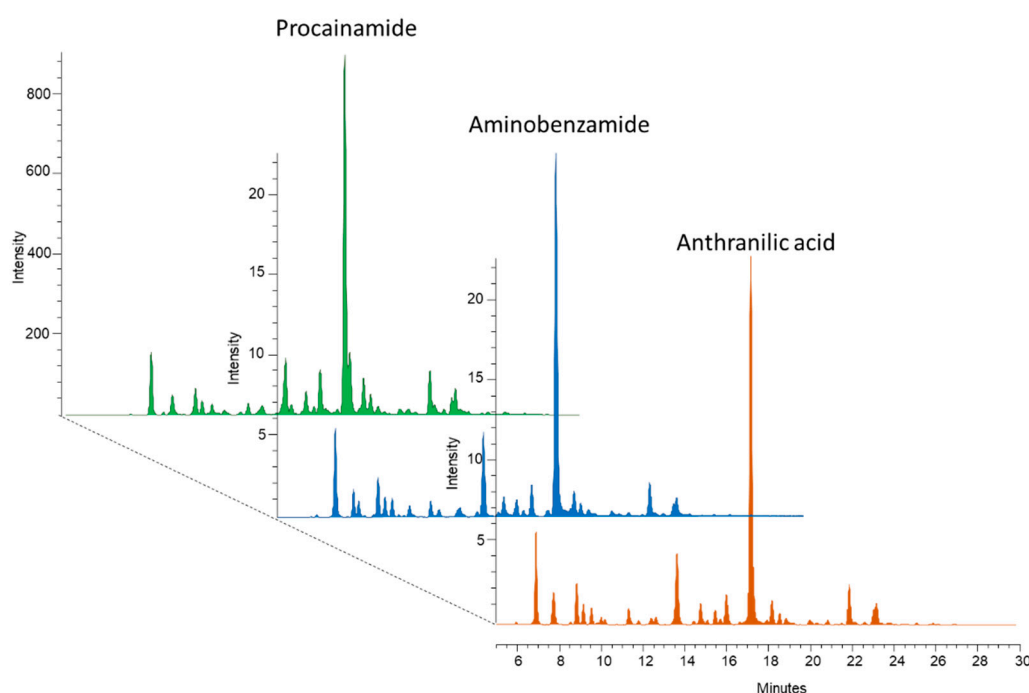 Procainamide
800
600
400
200
Intensity
Aminobenzamide
20
15
10
5
Intensity
Anthranilic acid
20
15
10
5
Intensity
6 8 10 12 14 16 18 20 22 24 26 28 30
Minutes